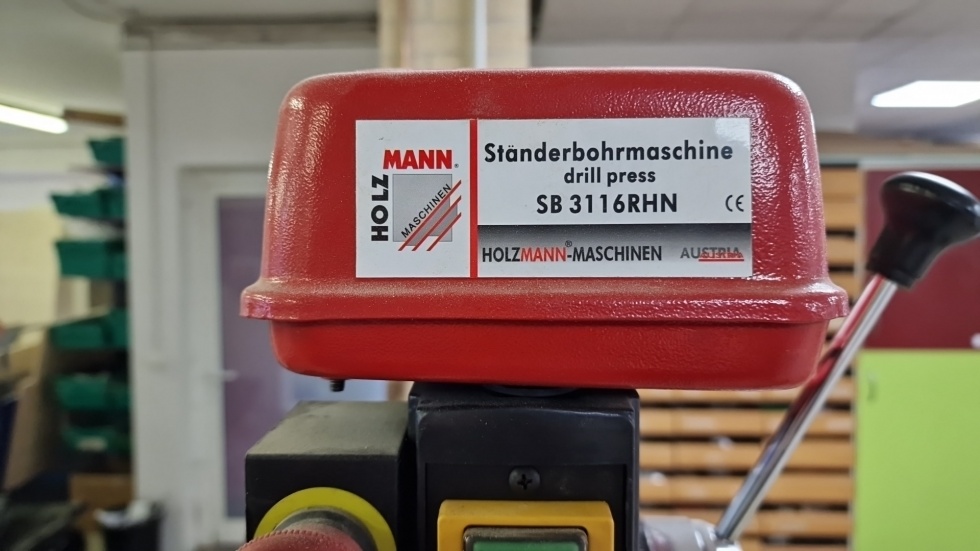 HOLZ
MANN®
MASCHINEN
Ständerbohrmaschine
drill press
SB 3116RHN
CE
HOLZMANN®-MASCHINEN
AUSTRIA